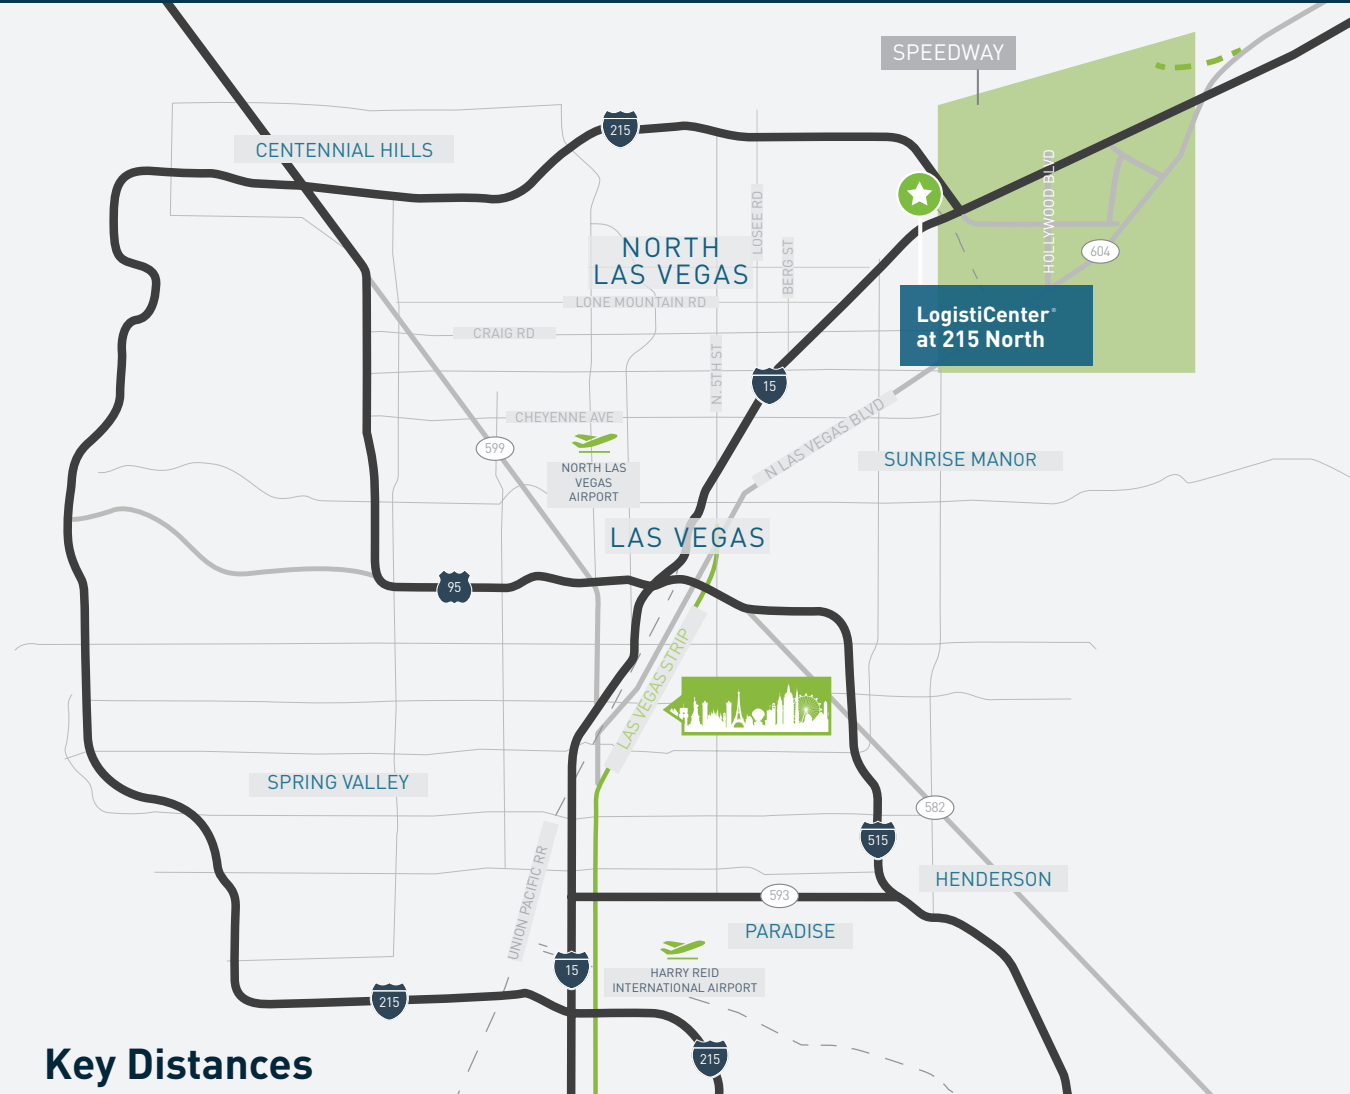 SPEEDWAY
215
CENTENNIAL HILLS
HOLLYWOOD BLVD
LOSEE RD
NORTH
LAS VEGAS
BERG ST
604
LONE MOUNTAIN RD
LogistiCenter®
at 215 North
CRAIG RD
N. 5TH ST
15
CHEYENNE AVE
N LAS VEGAS BLVD
599
SUNRISE MANOR
NORTH LAS
VEGAS
AIRPORT
LAS VEGAS
95
LAS VEGAS STRIP
SPRING VALLEY
582
515
UNION PACIFIC RR
HENDERSON
593
PARADISE
15
HARRY REID
INTERNATIONAL AIRPORT
215
215
Key Distances